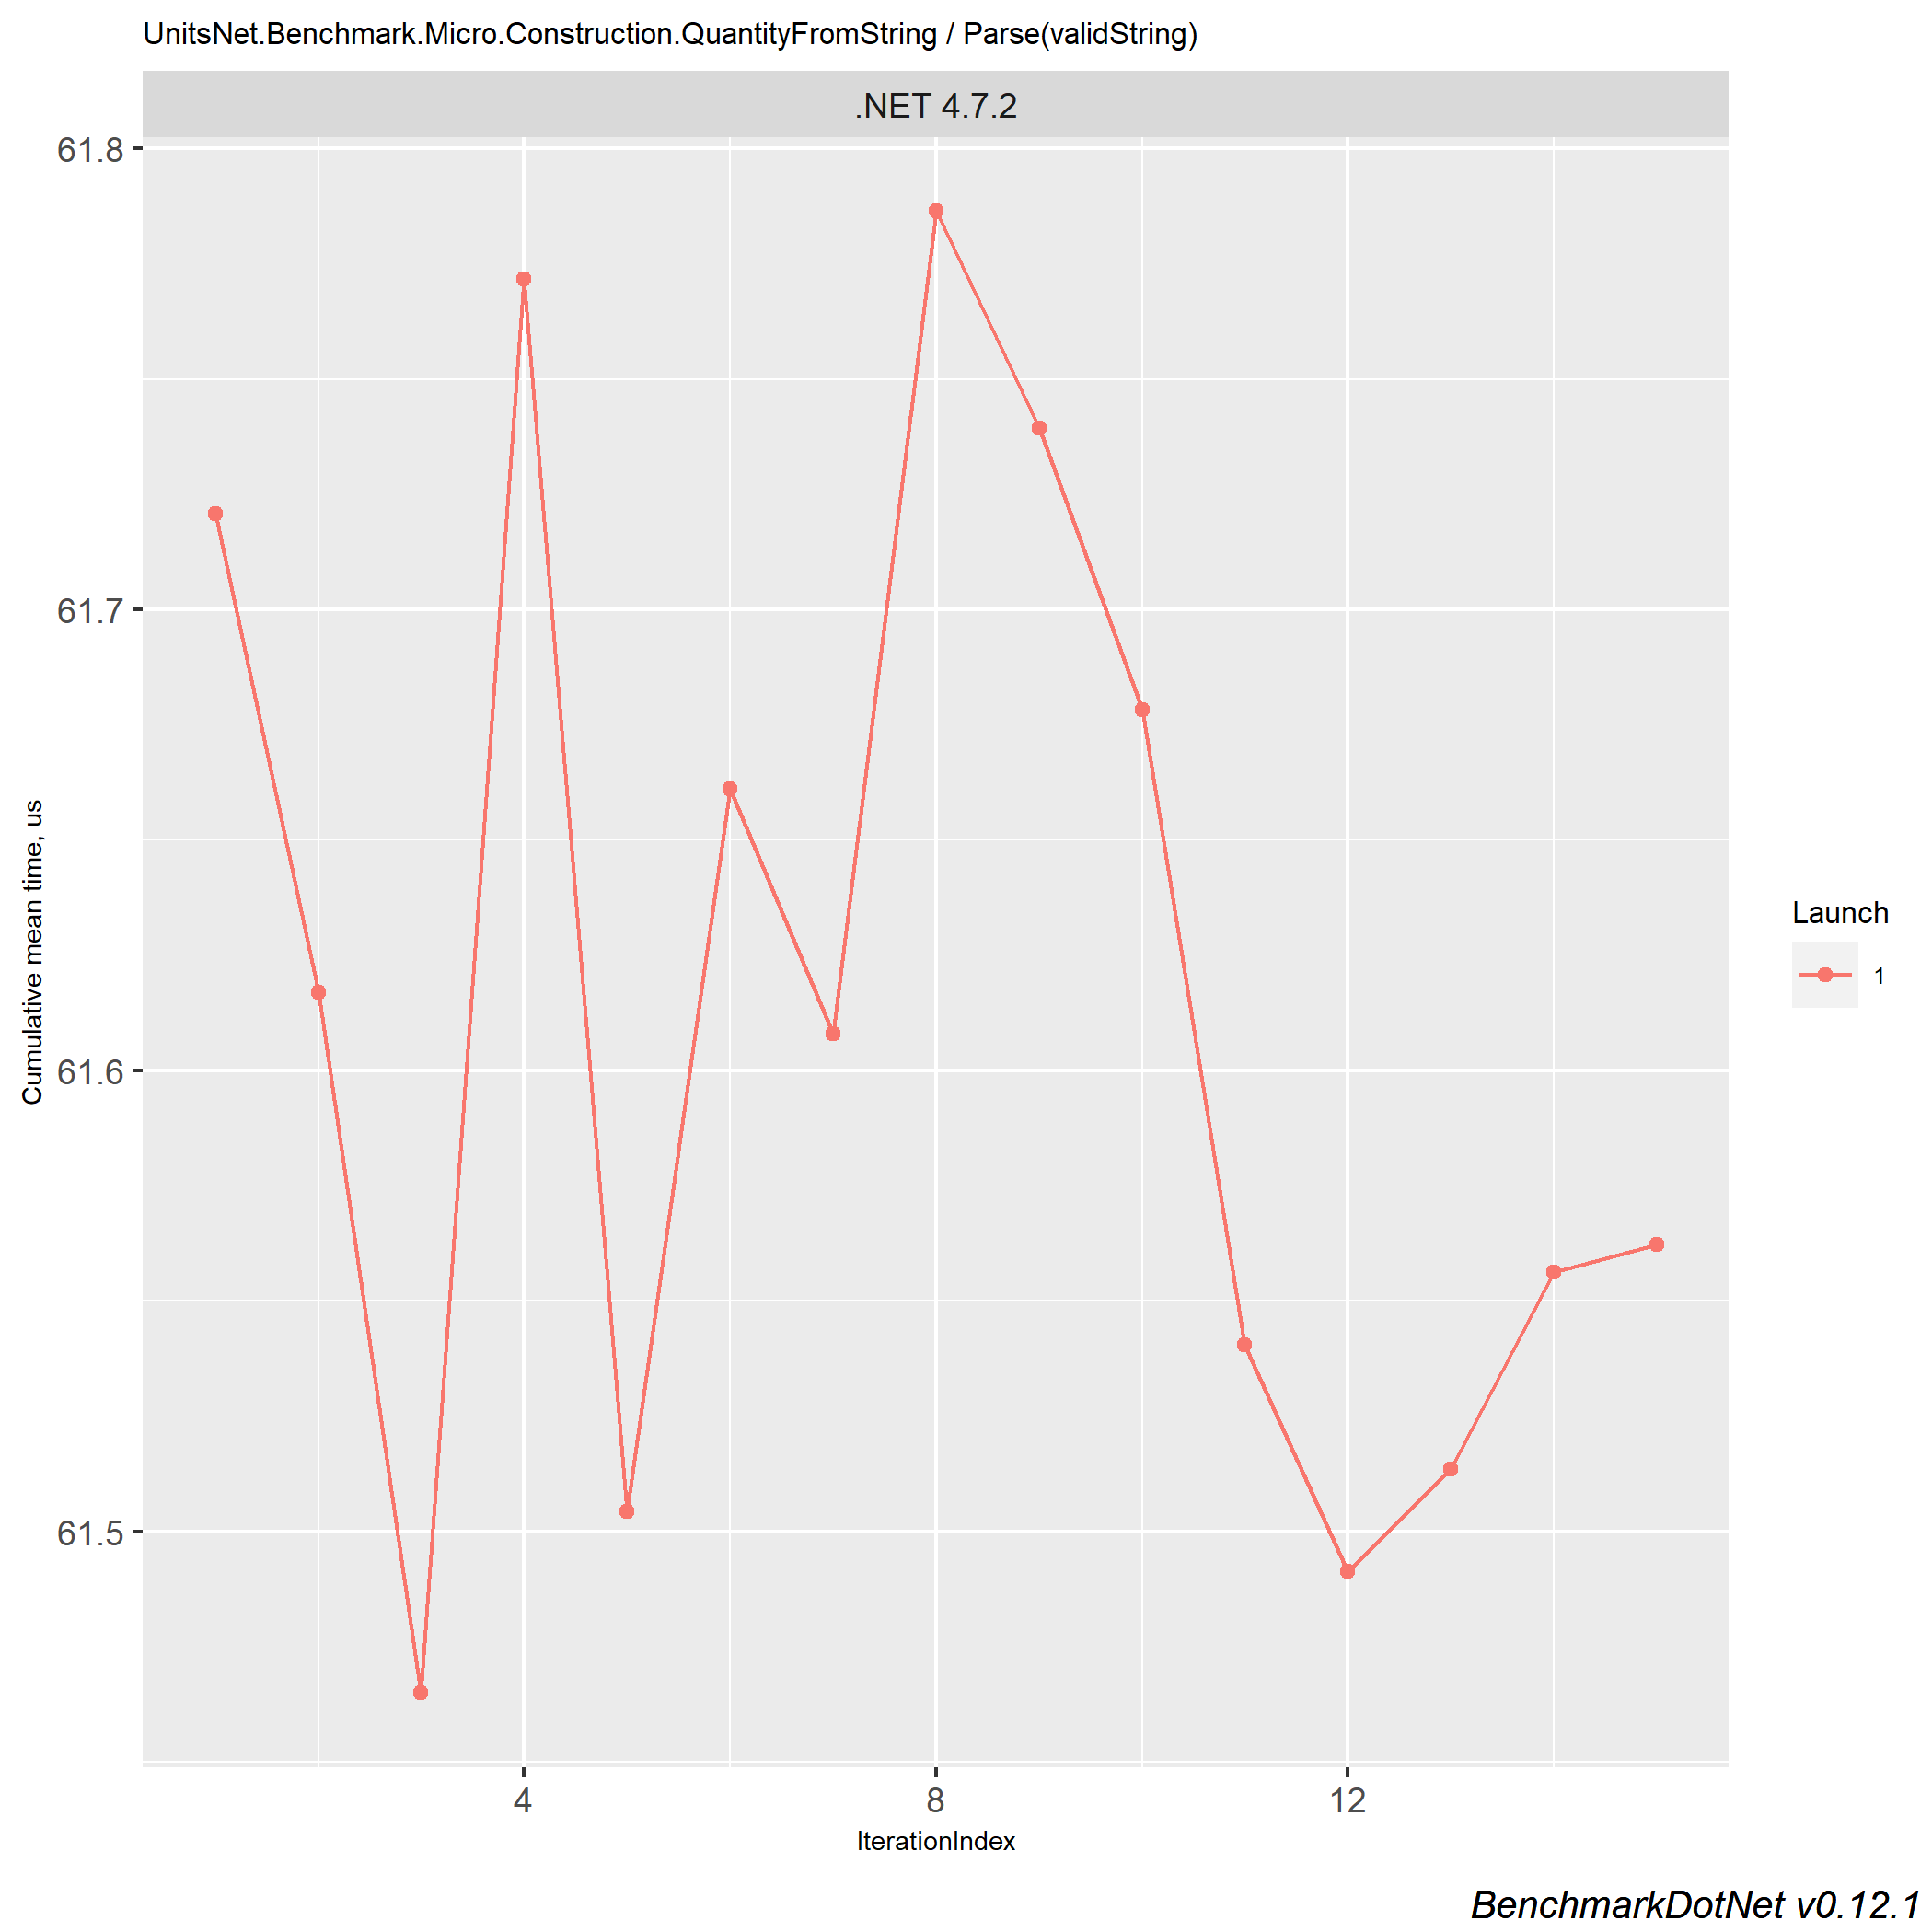 UnitsNet.Benchmark.Micro.Construction.QuantityFromString / Parse(validString)
.NET 4.7.2
61.8
61.7
61.6
61.5
Cumulative mean time, us
4
8
12
IterationIndex
Launch
1
BenchmarkDotNet v0.12.1